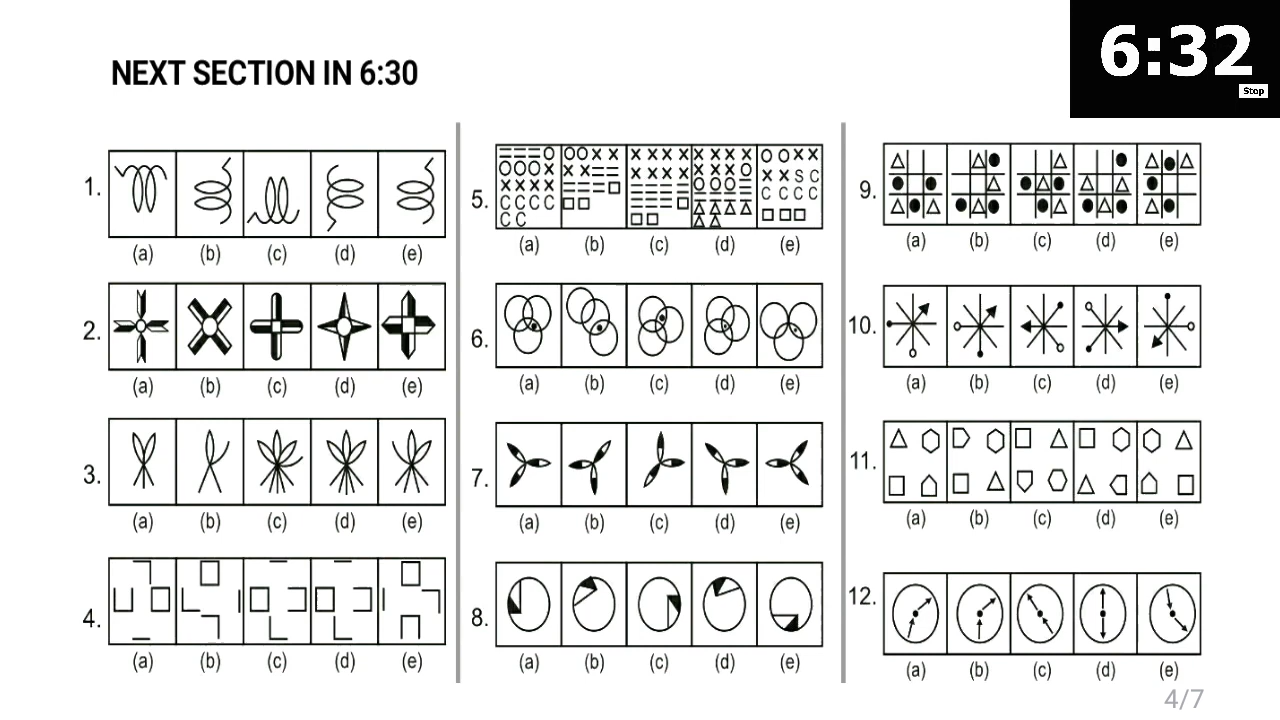 6:32
Stop
NEXT SECTION IN 6:30
1.
(a) (b) (c) (d) (e)
2.
(a) (b) (c) (d) (e)
3.
(a) (b) (c) (d) (e)
4.
(a) (b) (c) (d) (e)
5.
(a) (b) (c) (d) (e)
6.
(a) (b) (c) (d) (e)
7.
(a) (b) (c) (d) (e)
8.
(a) (b) (c) (d) (e)
9.
(a) (b) (c) (d) (e)
10.
(a) (b) (c) (d) (e)
11.
(a) (b) (c) (d) (e)
12.
(a) (b) (c) (d) (e)
4/7